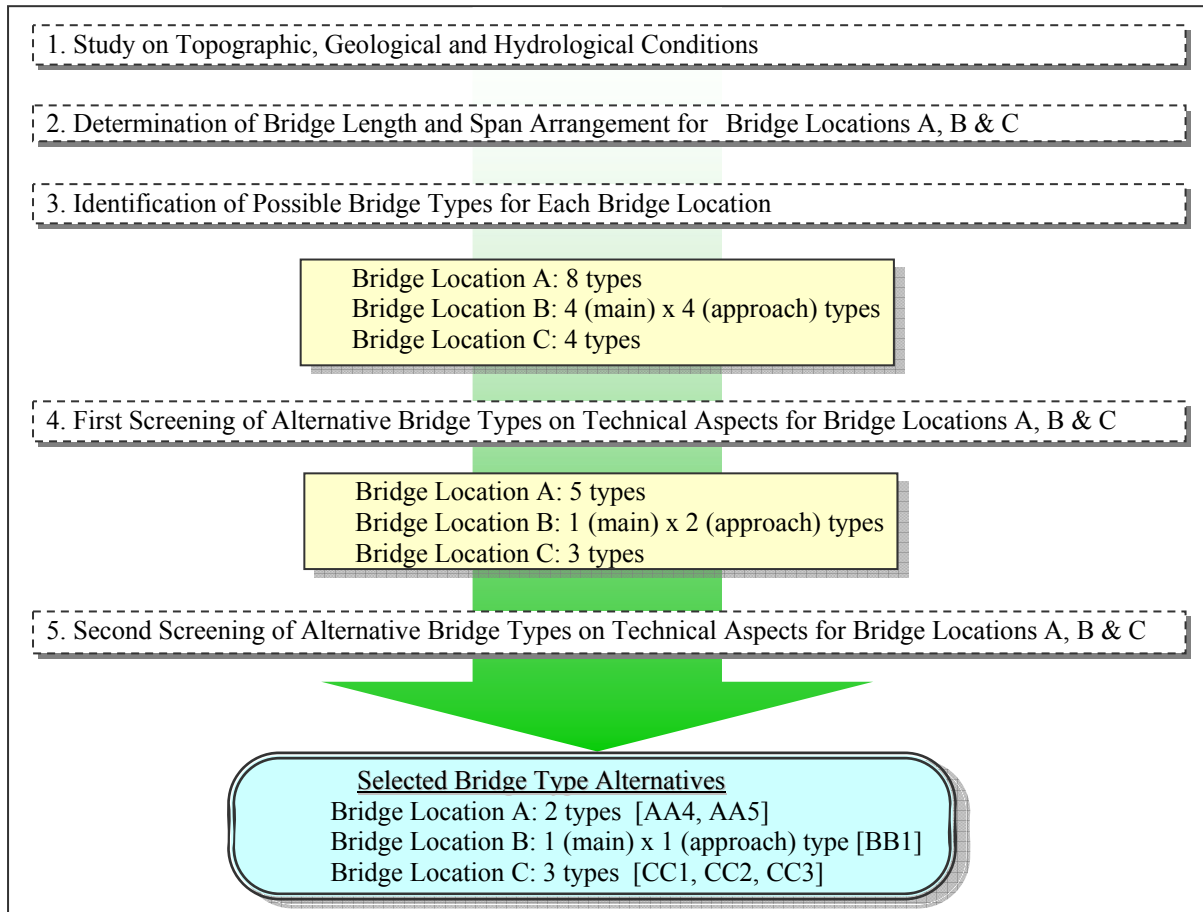 1. Study on Topographic, Geological and Hydrological Conditions
2. Determination of Bridge Length and Span Arrangement for Bridge Locations A, B & C
3. Identification of Possible Bridge Types for Each Bridge Location
Bridge Location A: 8 types
Bridge Location B: 4 (main) x 4 (approach) types
Bridge Location C: 4 types
4. First Screening of Alternative Bridge Types on Technical Aspects for Bridge Locations A, B & C
Bridge Location A: 5 types
Bridge Location B: 1 (main) x 2 (approach) types
Bridge Location C: 3 types
5. Second Screening of Alternative Bridge Types on Technical Aspects for Bridge Locations A, B & C
Selected Bridge Type Alternatives
Bridge Location A: 2 types [AA4, AA5]
Bridge Location B: 1 (main) x 1 (approach) type [BB1]
Bridge Location C: 3 types [CC1, CC2, CC3]